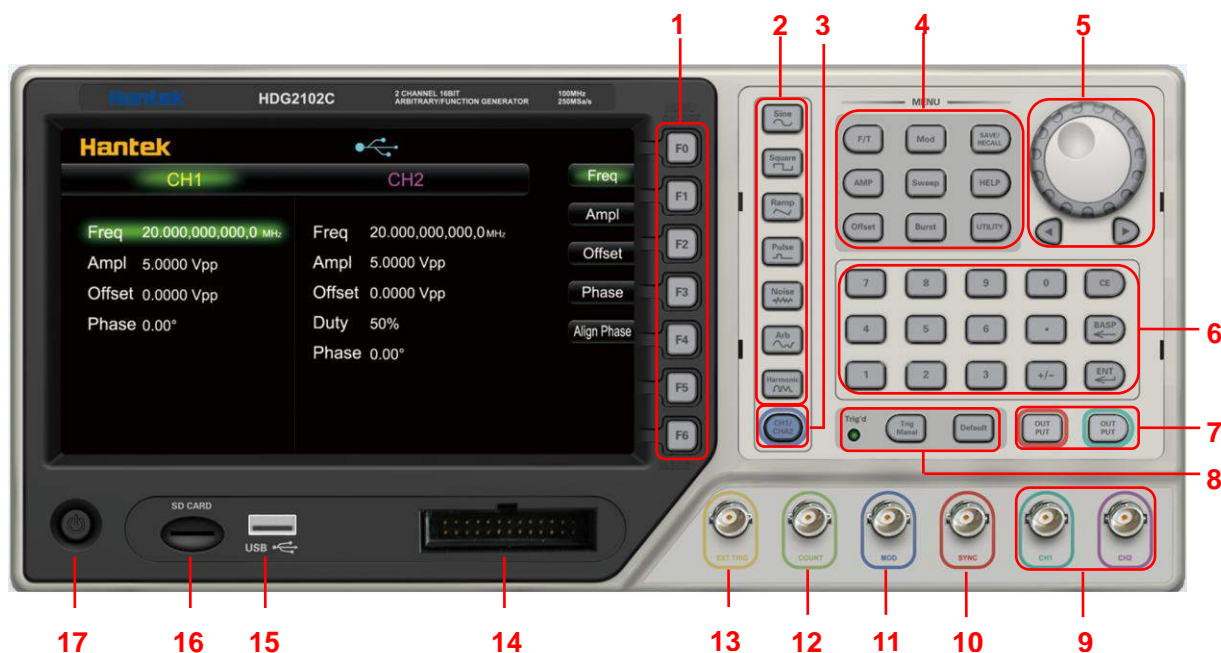 1
2
3
4
5
Hantek
HDG2102C
2 CHANNEL 16BIT
ARBITRARY/FUNCTION GENERATOR
100MHz
250MSa/s
Hantek
CH1
CH2
Freq 20.000,000,000,0 MHz
Ampl 5.0000 Vpp
Offset 0.0000 Vpp
Phase 0.00°
Freq 20.000,000,000,0 MHz
Ampl 5.0000 Vpp
Offset 0.0000 Vpp
Duty 50%
Phase 0.00°
Freq
Ampl
Offset
Phase
Align Phase
F0
F1
F2
F3
F4
F5
F6
Sine
Square
Ramp
Pulse
Noise
Arb
Harmonic
CH1/
CHA2
MENU
F/T
Mod
SAVE/
RECALL
AMP
Sweep
HELP
Offset
Burst
UTILITY
7
8
9
0
CE
4
5
6
.
BASP
1
2
3
+/-
ENT
6
Trig'd
Trig
Manal
Default
OUT
PUT
OUT
PUT
7
8
SD CARD
USB
EXT TRIG
COUNT
MOD
SYNC
CH1
CH2
17
16
15
14
13
12
11
10
9